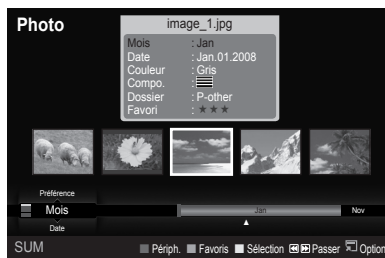 Photo
image_1.jpg
Mois : Jan
Date : Jan.01.2008
Couleur : Gris
Compo. :
Dossier : P-other
Favori : ★★★
Préférence
Mois
Jan
Nov
Date
SUM
Périph. Favoris Sélection Passer Option